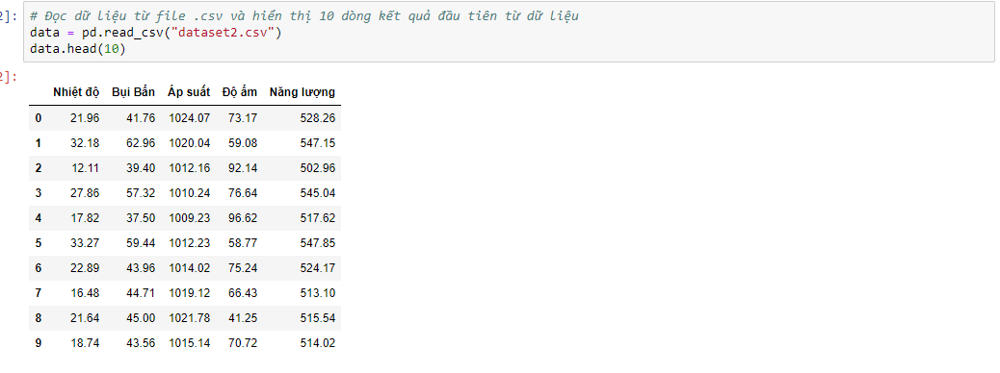 2]: # Đọc dữ liệu từ file .csv và hiển thị 10 dòng kết quả đầu tiên từ dữ liệu
data = pd.read_csv("dataset2.csv")
data.head(10)
2]:
Nhiệt độ Bụi Bẩn Áp suất Độ ẩm Năng lượng
0 21.96 41.76 1024.07 73.17 528.26
1 32.18 62.96 1020.04 59.08 547.15
2 12.11 39.40 1012.16 92.14 502.96
3 27.86 57.32 1010.24 76.64 545.04
4 17.82 37.50 1009.23 96.62 517.62
5 33.27 59.44 1012.23 58.77 547.85
6 22.89 43.96 1014.02 75.24 524.17
7 16.48 44.71 1019.12 66.43 513.10
8 21.64 45.00 1021.78 41.25 515.54
9 18.74 43.56 1015.14 70.72 514.02